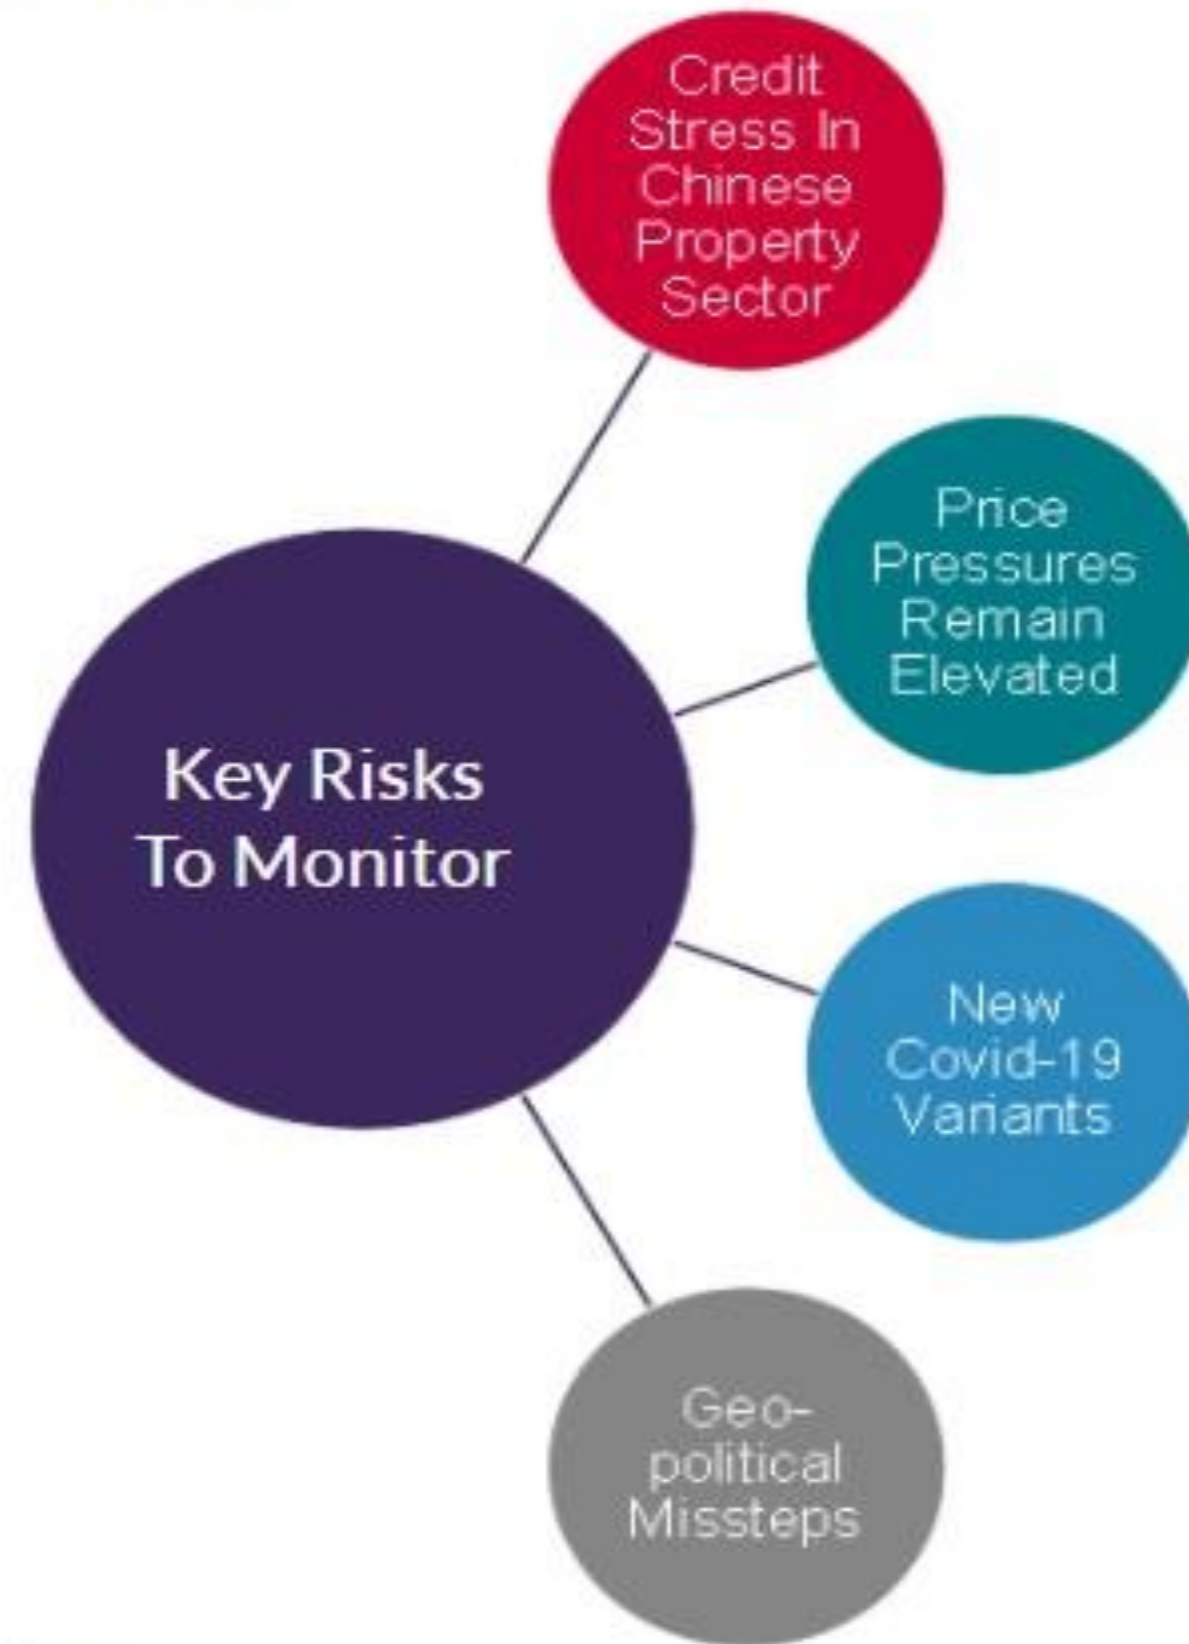 Credit
Stress In
Chinese
Property
Sector
Price
Pressures
Remain
Elevated
Key Risks
To Monitor
New
Covid-19
Variants
Geo-
political
Missteps